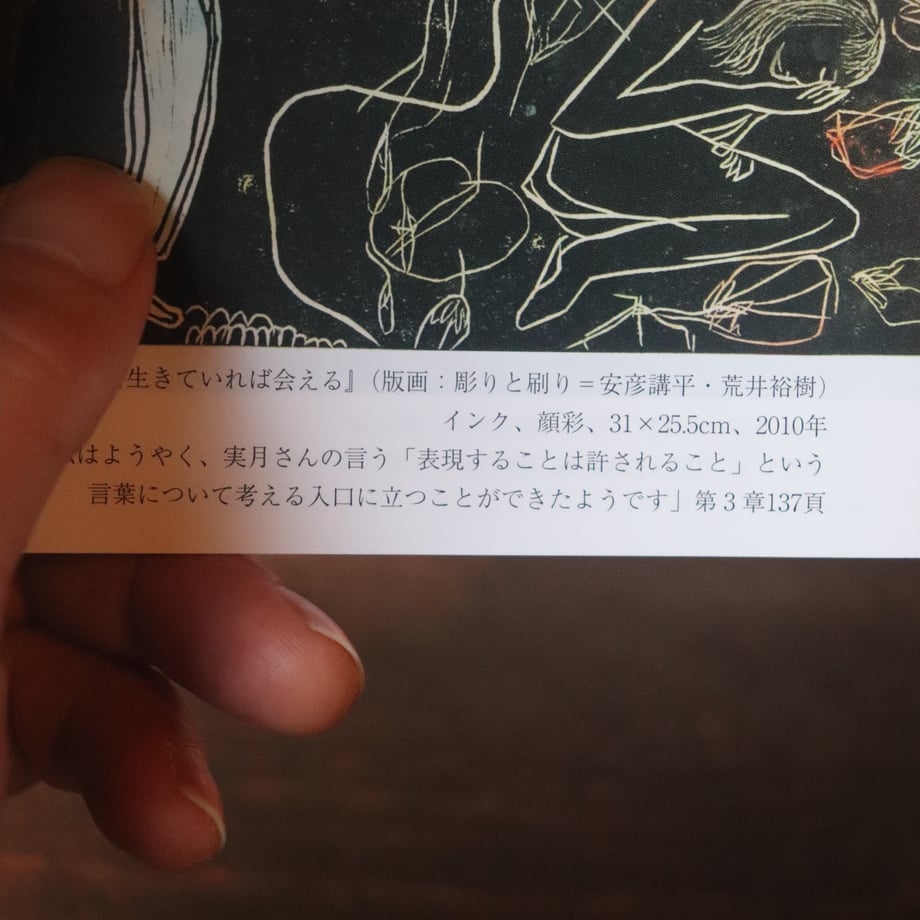 生きていれば会える』（版画：彫りと刷り＝安彦講平・荒井裕樹）
インク、顔彩、31×25.5cm、2010年
はようやく、実月さんの言う「表現することは許されること」という
言葉について考える入口に立つことができたようです」第3章137頁